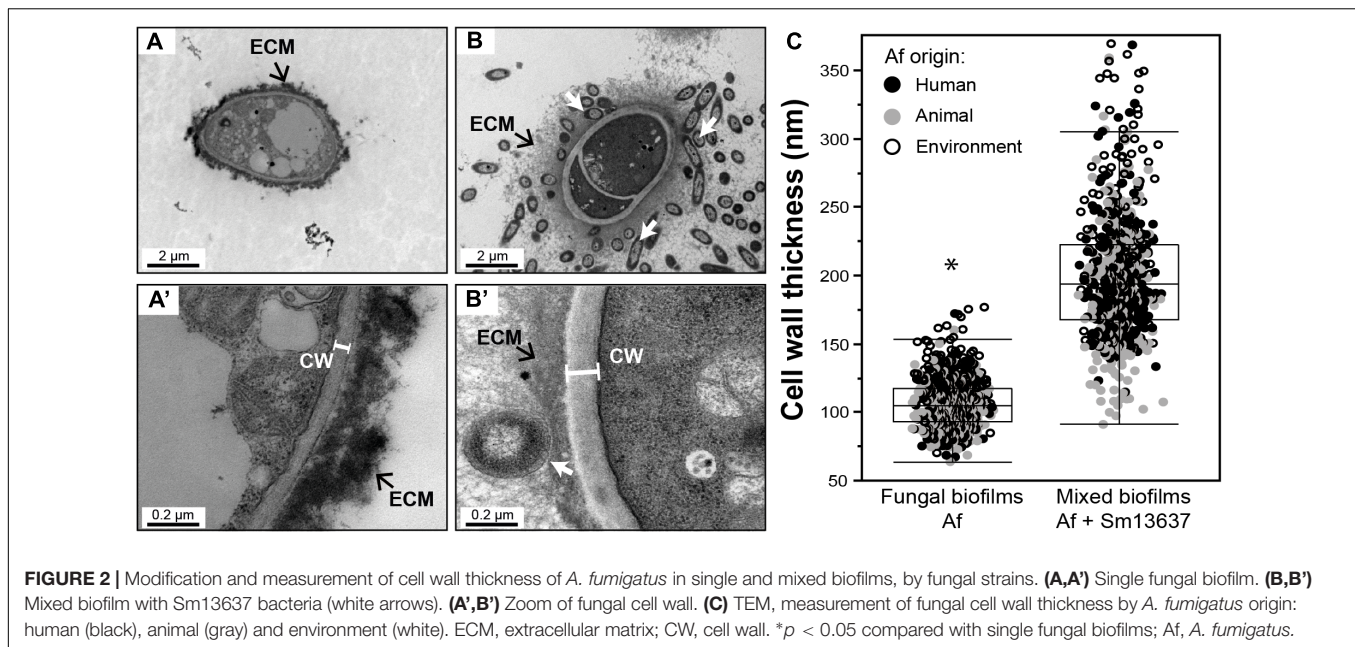 A
ECM
2 µm
B
ECM
2 µm
A'
CW
ECM
0.2 µm
B'
ECM
CW
0.2 µm
C
Af origin:
Human
Animal
Environment
Cell wall thickness (nm)
350
300
250
200
150
100
50
*
Fungal biofilms
Af
Mixed biofilms
Af + Sm13637
FIGURE 2 | Modification and measurement of cell wall thickness of A. fumigatus in single and mixed biofilms, by fungal strains. (A,A') Single fungal biofilm. (B,B')
Mixed biofilm with Sm13637 bacteria (white arrows). (A',B') Zoom of fungal cell wall. (C) TEM, measurement of fungal cell wall thickness by A. fumigatus origin:
human (black), animal (gray) and environment (white). ECM, extracellular matrix; CW, cell wall. *p < 0.05 compared with single fungal biofilms; Af, A. fumigatus.